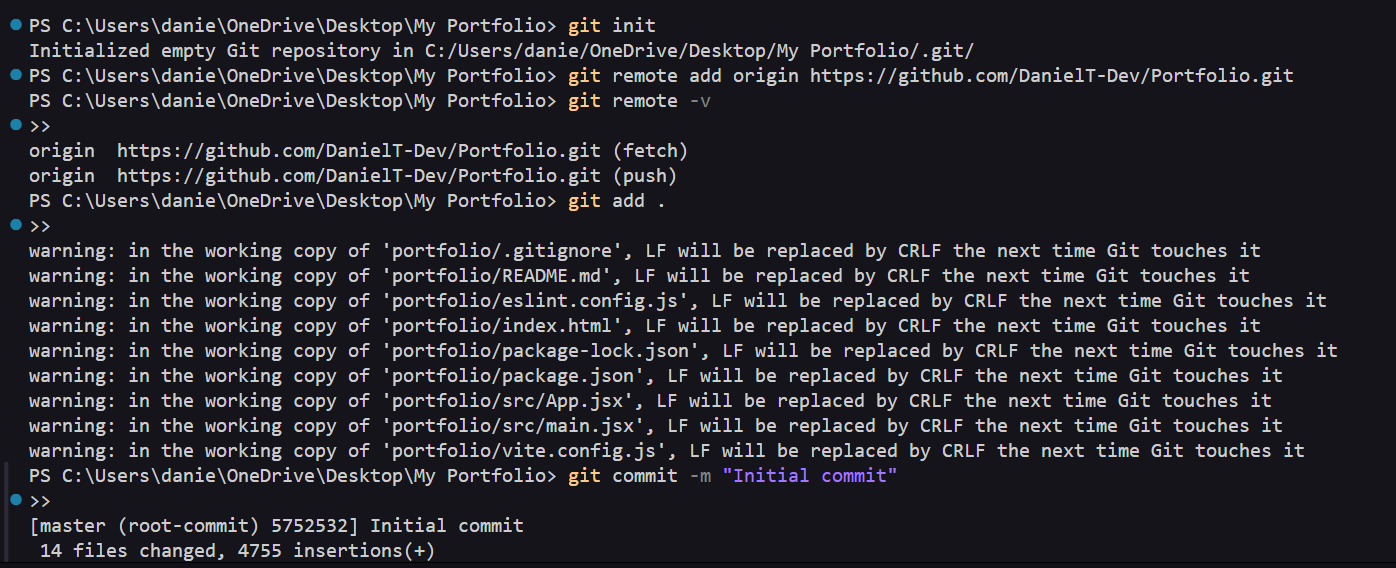 PS C:\Users\danie\OneDrive\Desktop\My Portfolio> git init
Initialized empty Git repository in C:/Users/danie/OneDrive/Desktop/My Portfolio/.git/
PS C:\Users\danie\OneDrive\Desktop\My Portfolio> git remote add origin https://github.com/DanielT-Dev/Portfolio.git
PS C:\Users\danie\OneDrive\Desktop\My Portfolio> git remote -v
>>
origin  https://github.com/DanielT-Dev/Portfolio.git (fetch)
origin  https://github.com/DanielT-Dev/Portfolio.git (push)
PS C:\Users\danie\OneDrive\Desktop\My Portfolio> git add .
>>
warning: in the working copy of 'portfolio/.gitignore', LF will be replaced by CRLF the next time Git touches it
warning: in the working copy of 'portfolio/README.md', LF will be replaced by CRLF the next time Git touches it
warning: in the working copy of 'portfolio/eslint.config.js', LF will be replaced by CRLF the next time Git touches it
warning: in the working copy of 'portfolio/index.html', LF will be replaced by CRLF the next time Git touches it
warning: in the working copy of 'portfolio/package-lock.json', LF will be replaced by CRLF the next time Git touches it
warning: in the working copy of 'portfolio/package.json', LF will be replaced by CRLF the next time Git touches it
warning: in the working copy of 'portfolio/src/App.jsx', LF will be replaced by CRLF the next time Git touches it
warning: in the working copy of 'portfolio/src/main.jsx', LF will be replaced by CRLF the next time Git touches it
warning: in the working copy of 'portfolio/vite.config.js', LF will be replaced by CRLF the next time Git touches it
PS C:\Users\danie\OneDrive\Desktop\My Portfolio> git commit -m "Initial commit"
>>
[master (root-commit) 5752532] Initial commit
 14 files changed, 4755 insertions(+)